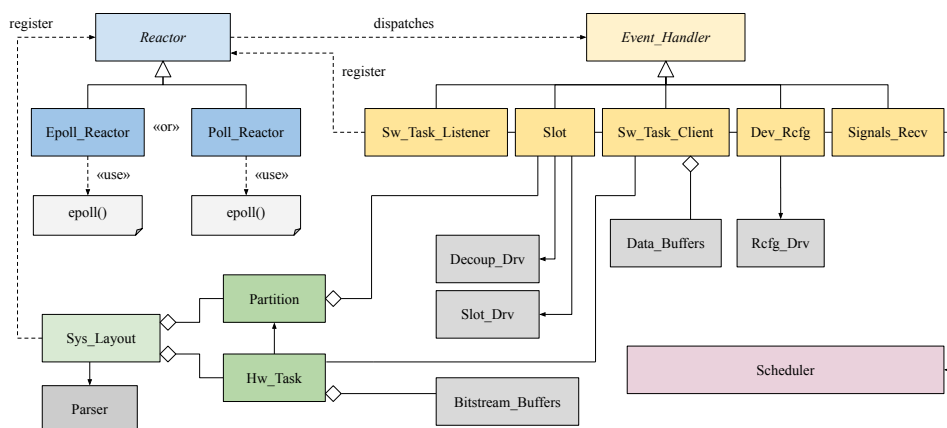 register
Reactor
dispatches
Event_Handler
register
Epoll_Reactor
«or»
Poll_Reactor
Sw_Task_Listener
Slot
Sw_Task_Client
Dev_Rcfg
Signals_Recv
«use»
«use»
epoll()
epoll()
Decoup_Drv
Data_Buffers
Rcfg_Drv
Partition
Slot_Drv
Sys_Layout
Hw_Task
Scheduler
Parser
Bitstream_Buffers